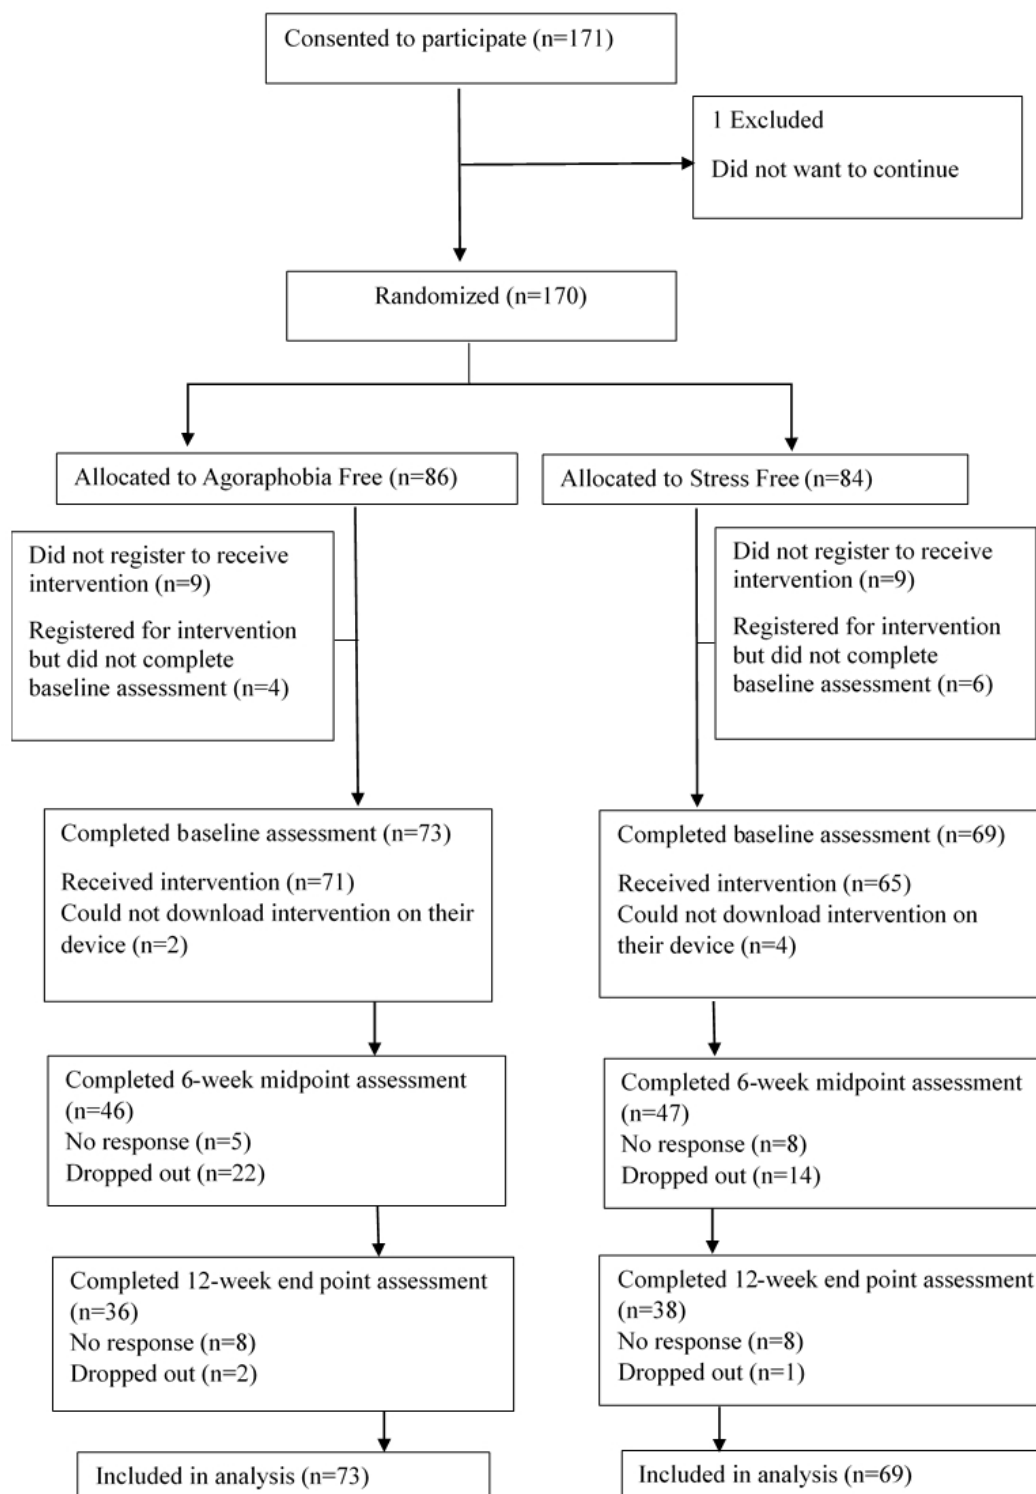 Consented to participate (n=171)
1 Excluded
Did not want to continue
Randomized (n=170)
Allocated to Agoraphobia Free (n=86)
Allocated to Stress Free (n=84)
Did not register to receive
intervention (n=9)
Registered for intervention
but did not complete
baseline assessment (n=4)
Did not register to receive
intervention (n=9)
Registered for intervention
but did not complete
baseline assessment (n=6)
Completed baseline assessment (n=73)
Received intervention (n=71)
Could not download intervention on their
device (n=2)
Completed baseline assessment (n=69)
Received intervention (n=65)
Could not download intervention on
their device (n=4)
Completed 6-week midpoint assessment
(n=46)
No response (n=5)
Dropped out (n=22)
Completed 6-week midpoint assessment
(n=47)
No response (n=8)
Dropped out (n=14)
Completed 12-week end point assessment
(n=36)
No response (n=8)
Dropped out (n=2)
Completed 12-week end point assessment
(n=38)
No response (n=8)
Dropped out (n=1)
Included in analysis (n=73)
Included in analysis (n=69)